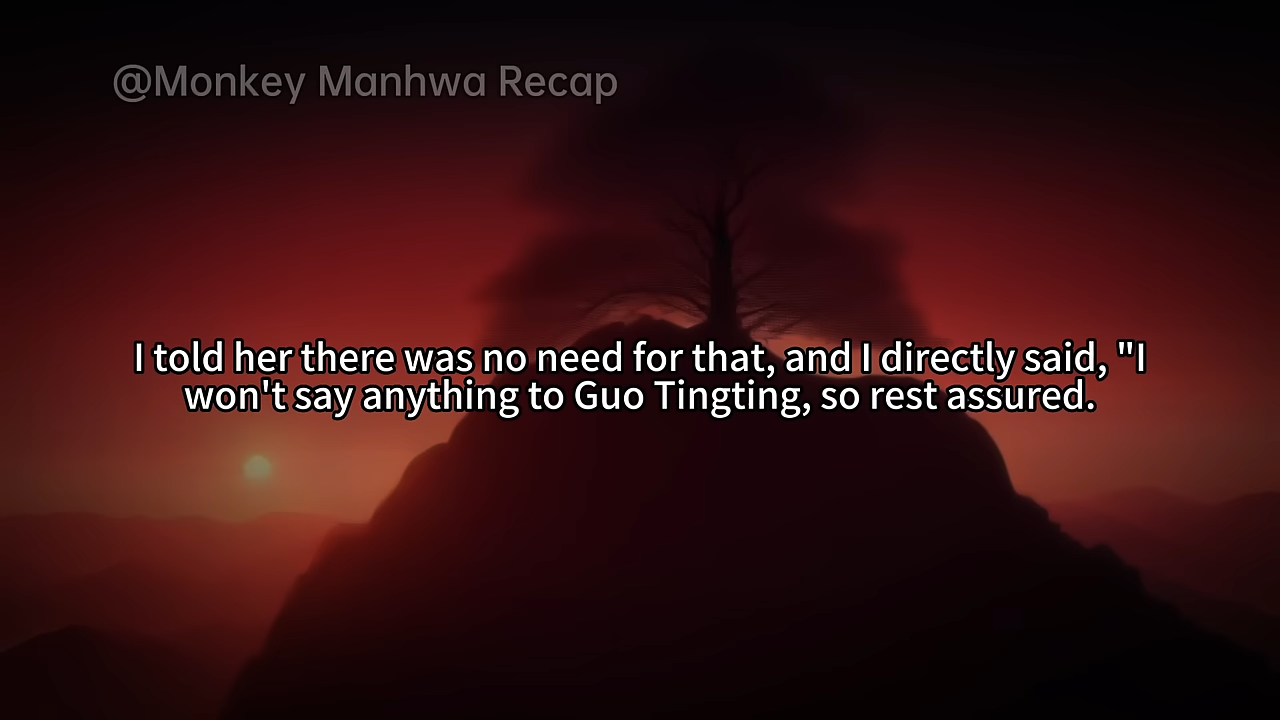 @Monkey Manhwa Recap
I told her there was no need for that, and I directly said, "I
won't say anything to Guo Tingting, so rest assured.